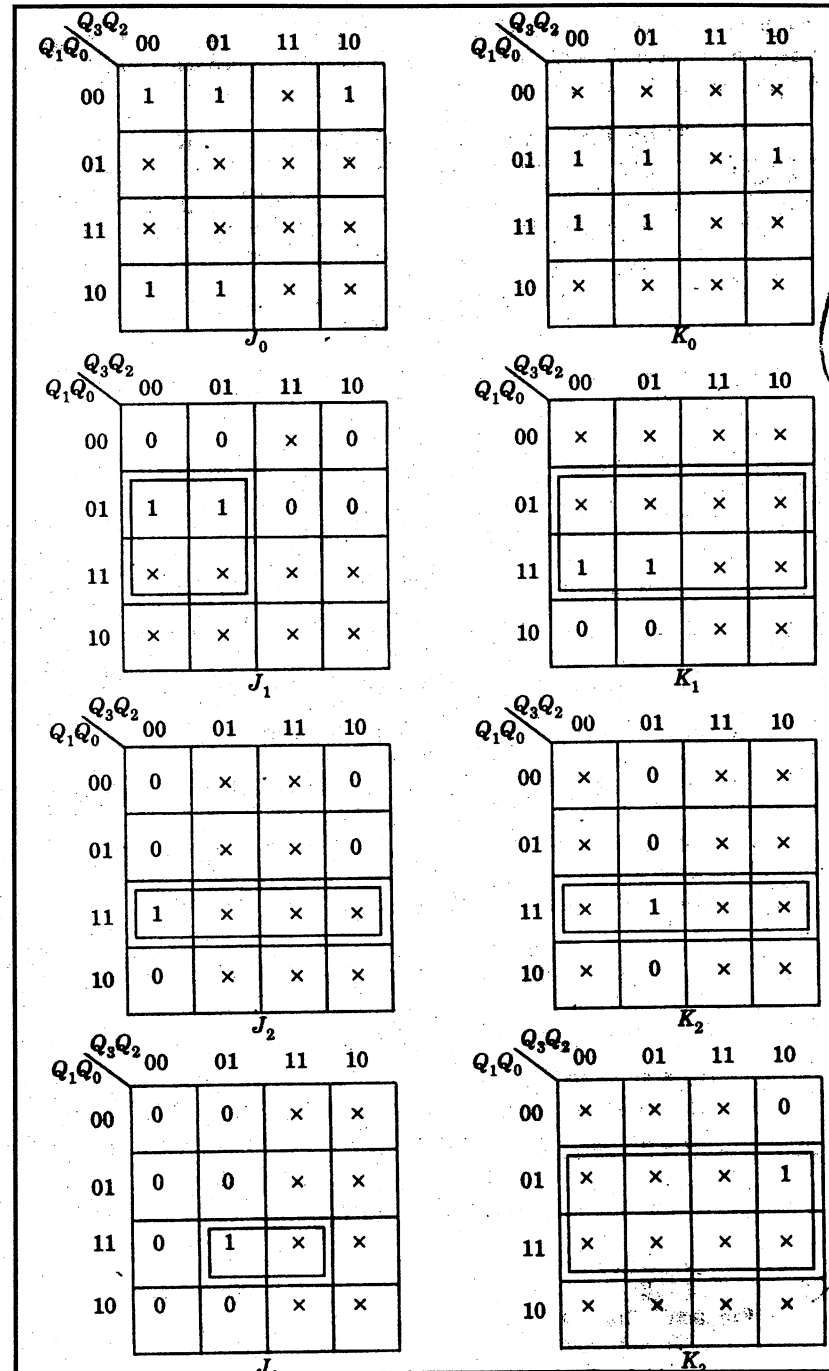 Q₃Q₂ Q₃Q₂
Q₁Q₀ 00 01 11 10 Q₁Q₀ 00 01 11 10
00 1 1 × 1 00 × × × ×
01 × × × × 01 1 1 × 1
11 × × × × 11 1 1 × ×
10 1 1 × × 10 × × × ×
J₀ K₀
Q₃Q₂ Q₃Q₂
Q₁Q₀ 00 01 11 10 Q₁Q₀ 00 01 11 10
00 0 0 × 0 00 × × × ×
01 1 1 0 0 01 × × × ×
11 × × × × 11 1 1 × ×
10 × × × × 10 0 0 × ×
J₁ K₁
Q₃Q₂ Q₃Q₂
Q₁Q₀ 00 01 11 10 Q₁Q₀ 00 01 11 10
00 0 × × 0 00 × 0 × ×
01 0 × × 0 01 × 0 × ×
11 1 × × × 11 × 1 × ×
10 0 × × × 10 × 0 × ×
J₂ K₂
Q₃Q₂ Q₃Q₂
Q₁Q₀ 00 01 11 10 Q₁Q₀ 00 01 11 10
00 0 0 × × 00 × × × 0
01 0 0 × × 01 × × × 1
11 0 1 × × 11 × × × ×
10 0 0 × × 10 × × × ×